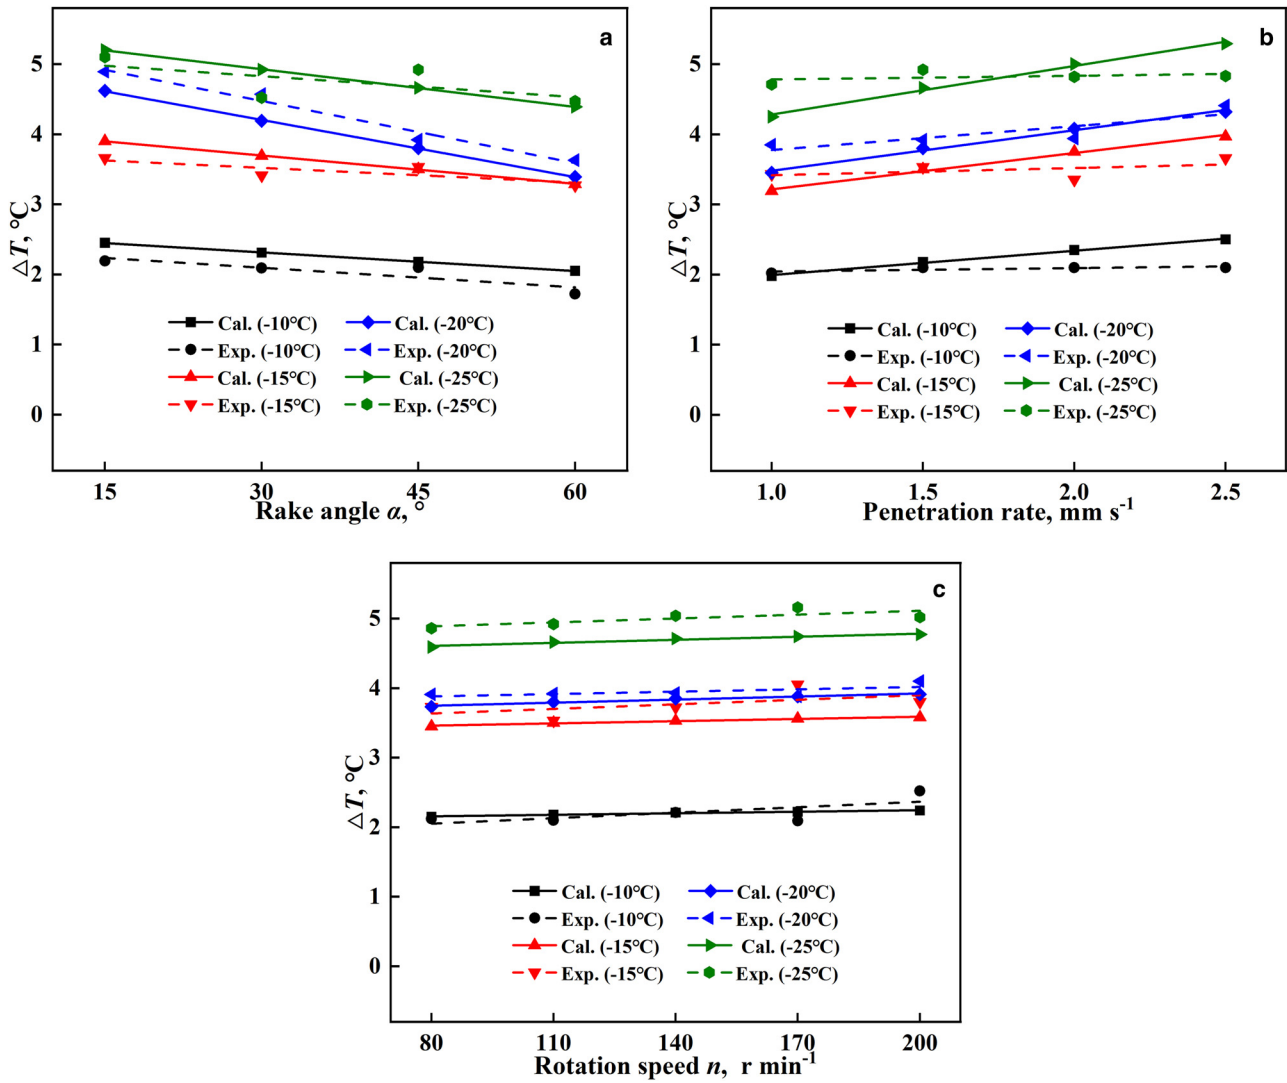 a
5
4
3
2
1
0
△T, °C
Cal. (-10°C) Cal. (-20°C)
Exp. (-10°C) Exp. (-20°C)
Cal. (-15°C) Cal. (-25°C)
Exp. (-15°C) Exp. (-25°C)
15 30 45 60
Rake angle α, °
b
5
4
3
2
1
0
△T, °C
Cal. (-10°C) Cal. (-20°C)
Exp. (-10°C) Exp. (-20°C)
Cal. (-15°C) Cal. (-25°C)
Exp. (-15°C) Exp. (-25°C)
1.0 1.5 2.0 2.5
Penetration rate, mm s⁻¹
c
5
4
3
2
1
0
△T, °C
Cal. (-10°C) Cal. (-20°C)
Exp. (-10°C) Exp. (-20°C)
Cal. (-15°C) Cal. (-25°C)
Exp. (-15°C) Exp. (-25°C)
80 110 140 170 200
Rotation speed n, r min⁻¹